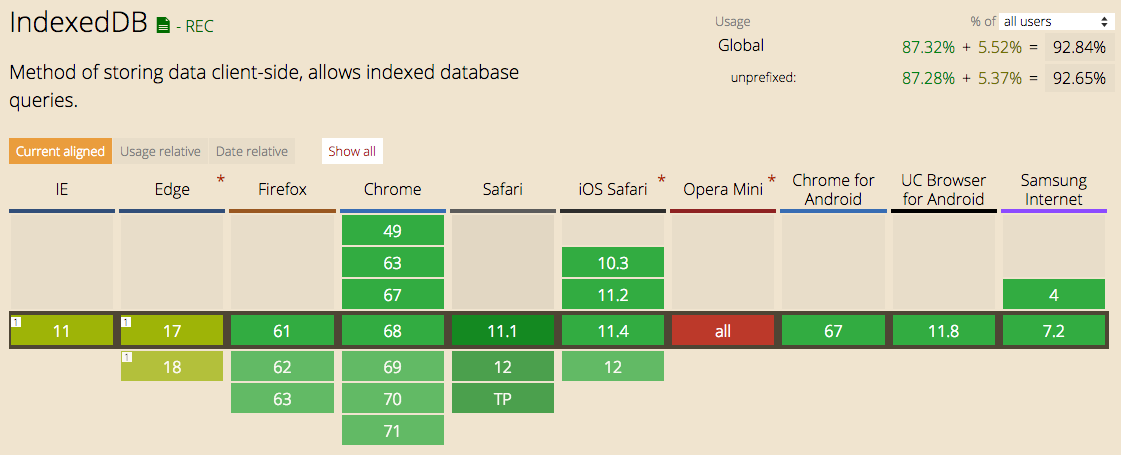 IndexedDB - REC
Usage % of all users
Global 87.32% + 5.52% = 92.84%
unprefixed: 87.28% + 5.37% = 92.65%
Method of storing data client-side, allows indexed database
queries.
Current aligned Usage relative Date relative Show all
IE Edge * Firefox Chrome Safari iOS Safari * Opera Mini * Chrome for Android UC Browser for Android Samsung Internet
49
63 10.3
67 11.2 4
1 11 1 17 61 68 11.1 11.4 all 67 11.8 7.2
1 18 62 69 12 12
63 70 TP
71